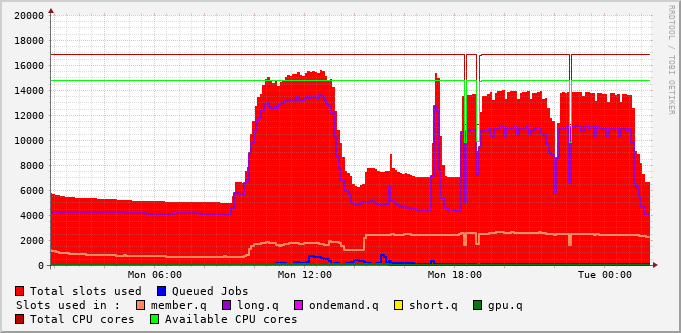 20000
18000
16000
14000
12000
10000
8000
6000
4000
2000
0
Mon 06:00 Mon 12:00 Mon 18:00 Tue 00:00
RRDTOOL / TOBI OETIKER
Total slots used Queued Jobs
Slots used in : member.q long.q ondemand.q short.q gpu.q
Total CPU cores Available CPU cores